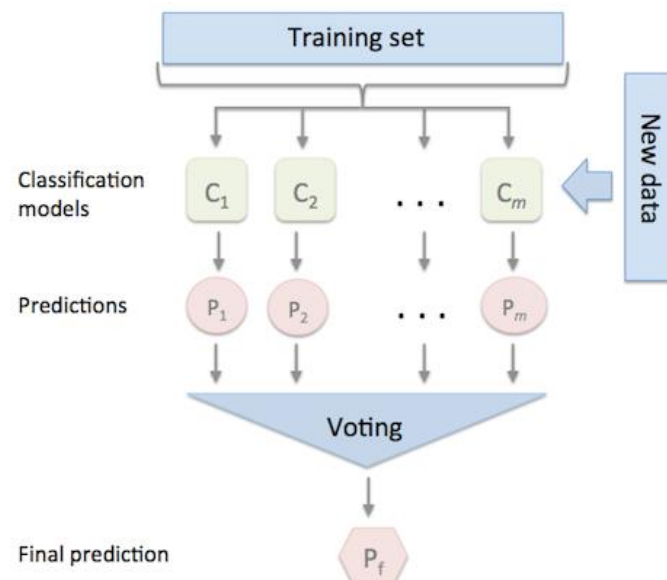 Training set
New data
Classification
models
C1 C2 . . . Cm
Predictions
P1 P2 . . . Pm
Voting
Final prediction
Pf